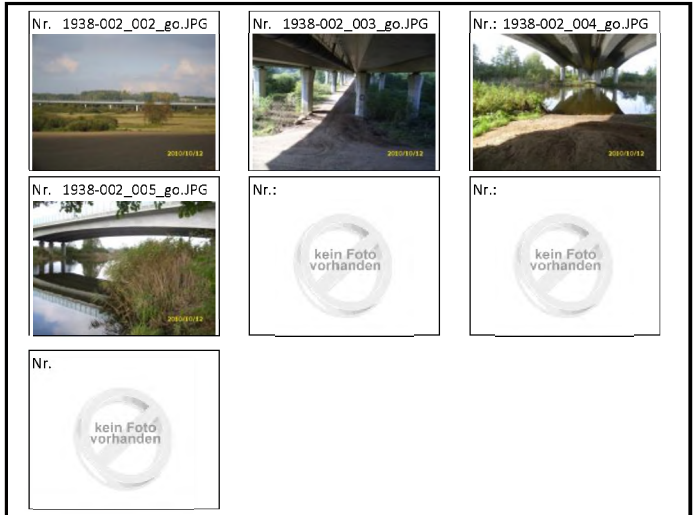 Nr. 1938-002_002_go.JPG
2010/10/12
Nr. 1938-002_003_go.JPG
2010/10/12
Nr.: 1938-002_004_go.JPG
2010/10/12
Nr. 1938-002_005_go.JPG
2010/10/12
Nr.:
kein Foto
vorhanden
Nr.:
kein Foto
vorhanden
Nr.
kein Foto
vorhanden